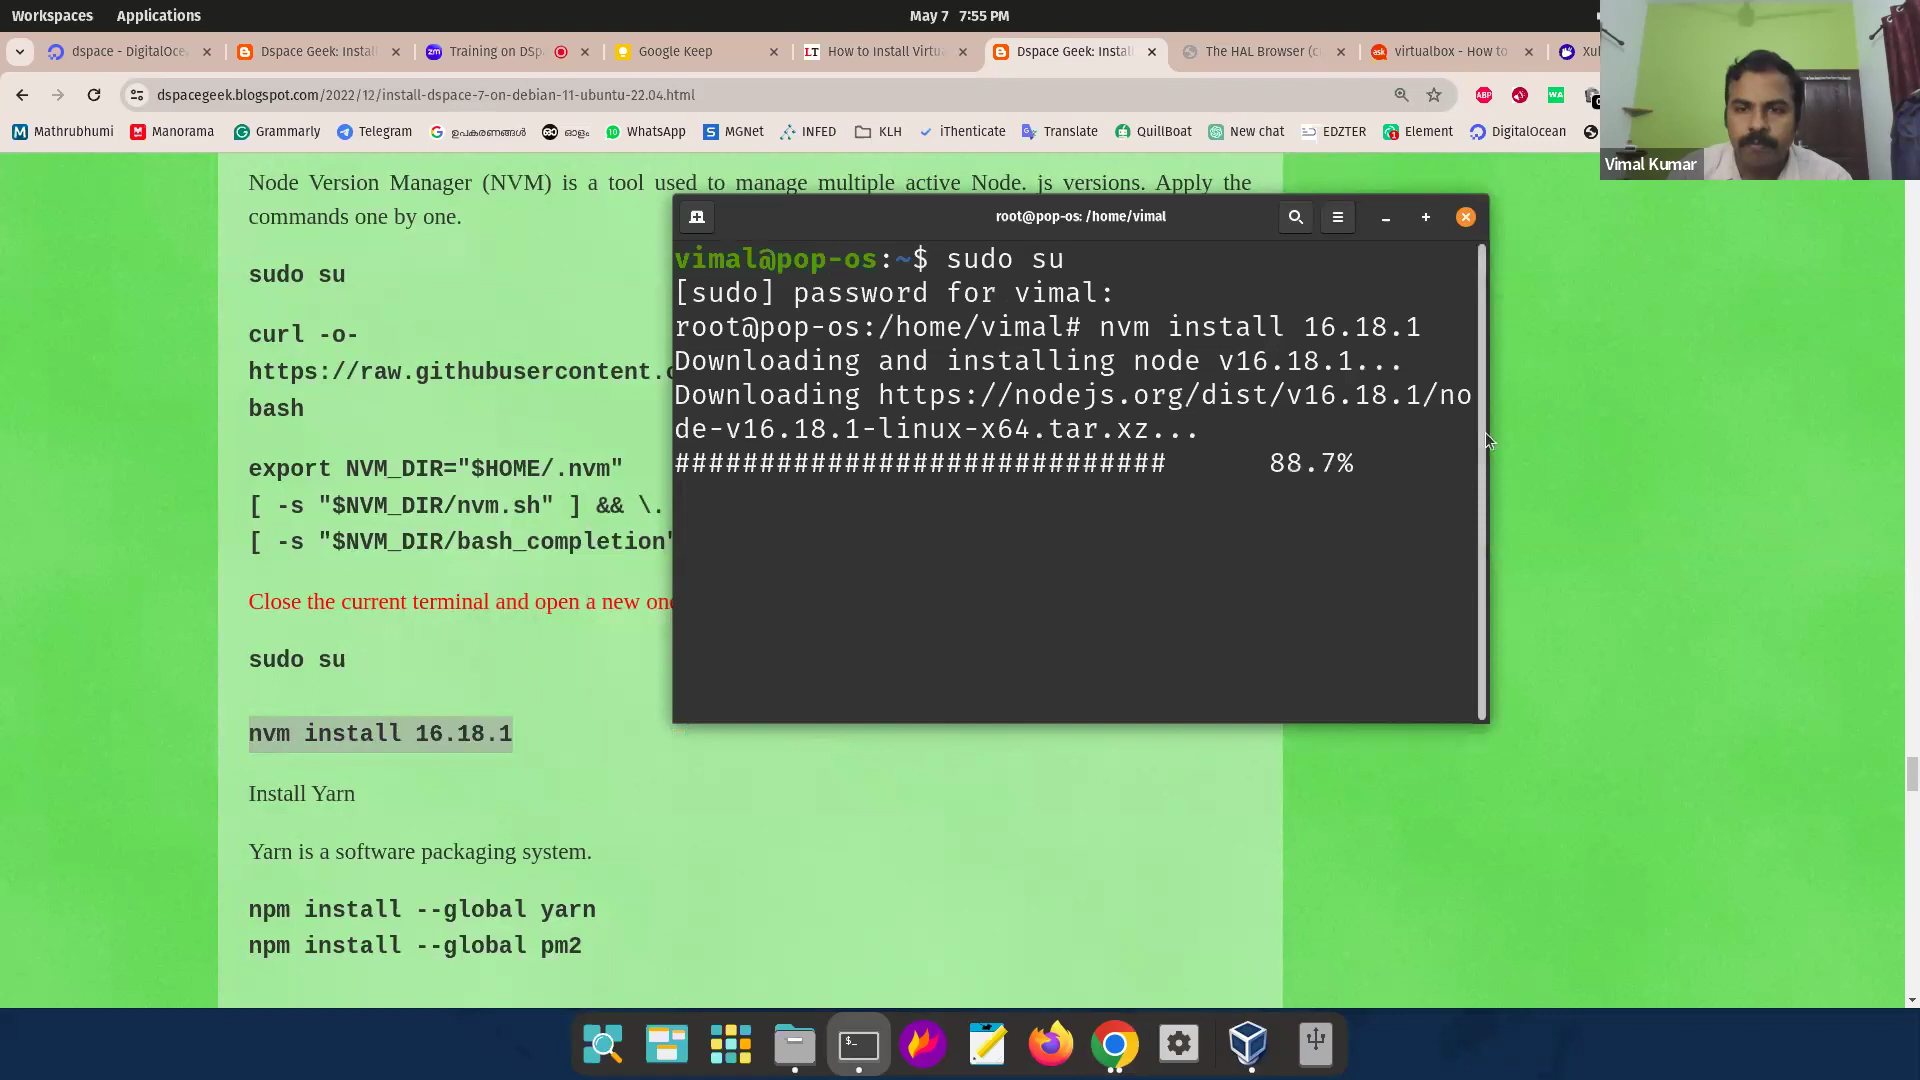 Workspaces Applications May 7 7:55 PM
dspace - DigitalOce
Dspace Geek: Instal
Training on DSp
Google Keep
How to Install Virtu
Dspace Geek: Instal
The HAL Browser (c
virtualbox - How to
Xub
dspacegeek.blogspot.com/2022/12/install-dspace-7-on-debian-11-ubuntu-22.04.html
ABP
WA
Mathrubhumi Manorama Grammarly Telegram ഉപകരണങ്ങൾ ഓളം WhatsApp MGNet INFED KLH iThenticate Translate QuillBoat New chat EDZTER Element DigitalOcean
Vimal Kumar
Node Version Manager (NVM) is a tool used to manage multiple active Node. js versions. Apply the
commands one by one.
sudo su
curl -o-
https://raw.githubusercontent.c
bash
export NVM_DIR="$HOME/.nvm"
[ -s "$NVM_DIR/nvm.sh" ] && \.
[ -s "$NVM_DIR/bash_completion"
Close the current terminal and open a new one
sudo su
nvm install 16.18.1
Install Yarn
Yarn is a software packaging system.
npm install --global yarn
npm install --global pm2
root@pop-os: /home/vimal
vimal@pop-os:~$ sudo su
[sudo] password for vimal:
root@pop-os:/home/vimal# nvm install 16.18.1
Downloading and installing node v16.18.1...
Downloading https://nodejs.org/dist/v16.18.1/no
de-v16.18.1-linux-x64.tar.xz...
############################# 88.7%